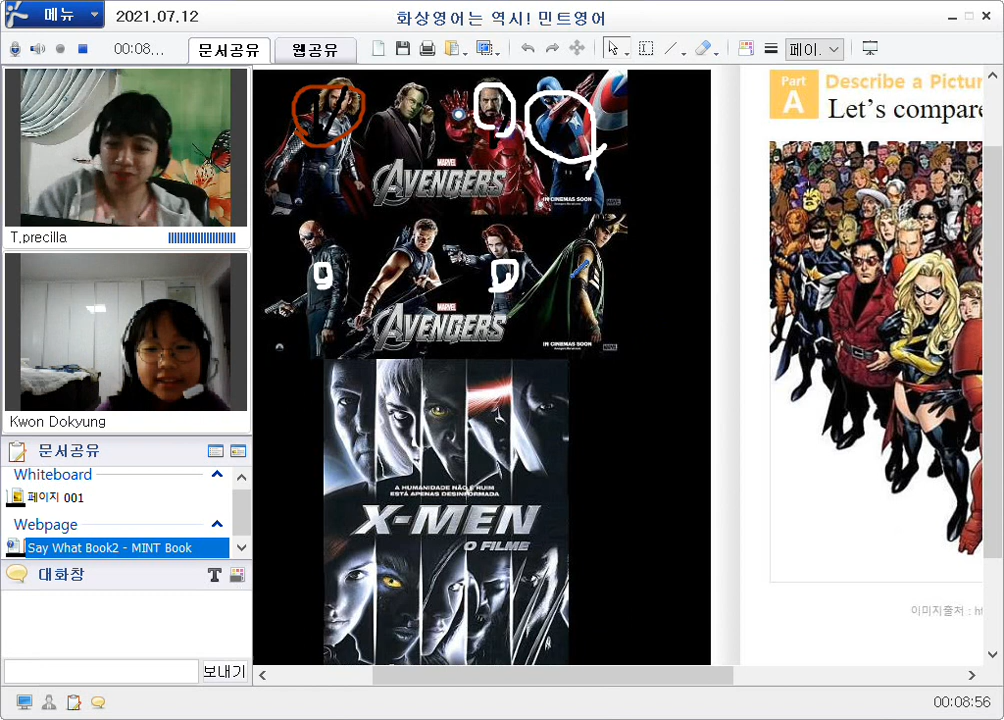 메뉴
2021.07.12
화상영어는 역시! 민트영어
00:08...
문서공유
웹공유
페이.
T.precilla
Kwon Dokyung
문서공유
Whiteboard
페이지 001
Webpage
Say What Book2 - MINT Book
대화창
보내기
MARVEL
AVENGERS
IN CINEMAS SOON
MARVEL
MARVEL
AVENGERS
IN CINEMAS SOON
MARVEL
A HUMANIDADE NÃO É RUIM
ESTÁ APENAS DESINFORMADA
X-MEN
O FILME
Part
A
Describe a Pictur
Let's compare
이미지출처 : ht
00:08:56